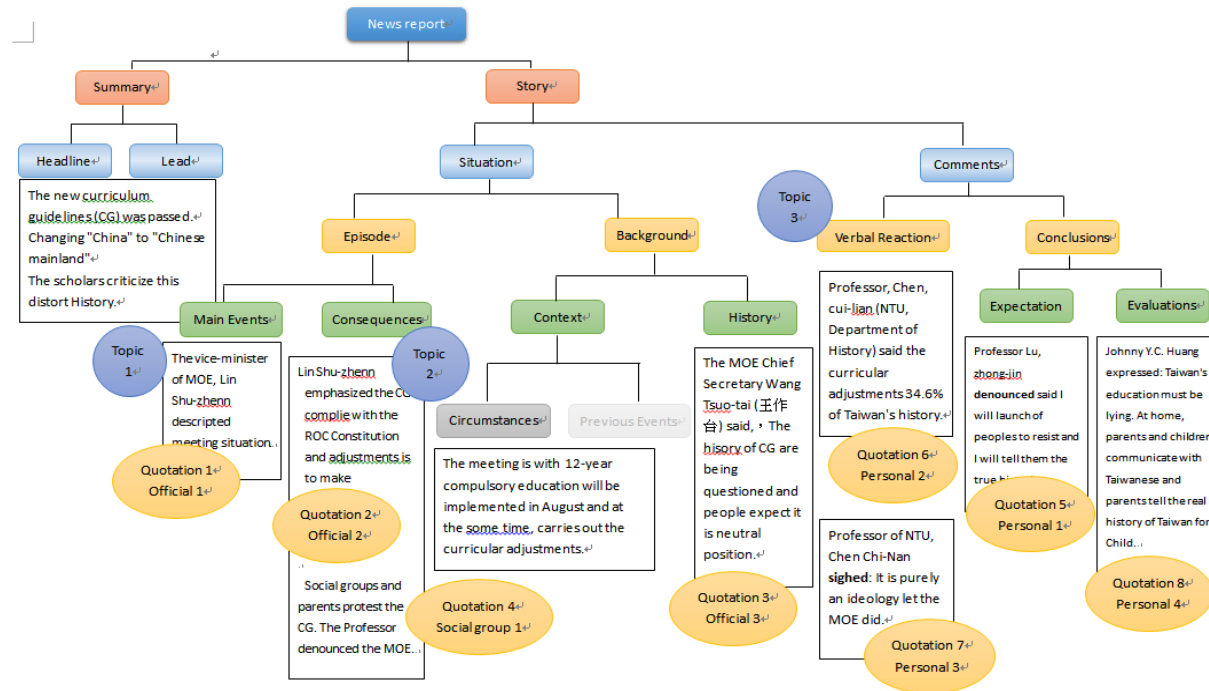 News report
Summary
Story
Headline
Lead
Situation
Comments
The new curriculum
guidelines (CG) was passed.
Changing "China" to "Chinese
mainland"
The scholars criticize this
distort History.
Topic
3
Episode
Background
Verbal Reaction
Conclusions
Main Events
Consequences
Context
History
Expectation
Evaluations
Topic
1
The vice-minister
of MOE, Lin
Shu-zhenn
descripted
meeting situation.
Quotation 1
Official 1
Topic
2
Lin Shu-zhenn
emphasized the CG
complie with the
ROC Constitution
and adjustments is
to make
Quotation 2
Official 2
Social groups and
parents protest the
CG. The Professor
denounced the MOE...
Quotation 4
Social group 1
Circumstances
Previous Events
The meeting is with 12-year
compulsory education will be
implemented in August and at
the some time, carries out the
curricular adjustments.
The MOE Chief
Secretary Wang
Tsuo-tai (王作
台) said, , The
hisory of CG are
being
questioned and
people expect it
is neutral
position.
Quotation 3
Official 3
Professor, Chen,
cui-lian (NTU,
Department of
History) said the
curricular
adjustments 34.6%
of Taiwan's history.
Quotation 6
Personal 2
Professor of NTU,
Chen Chi-Nan
sighed: It is purely
an ideology let the
MOE did.
Quotation 7
Personal 3
Professor Lu,
zhong-jin
denounced said I
will launch of
peoples to resist and
I will tell them the
true
Quotation 5
Personal 1
Johnny Y.C. Huang
expressed: Taiwan's
education must be
lying. At home,
parents and children
communicate with
Taiwanese and
parents tell the real
history of Taiwan for
Child...
Quotation 8
Personal 4